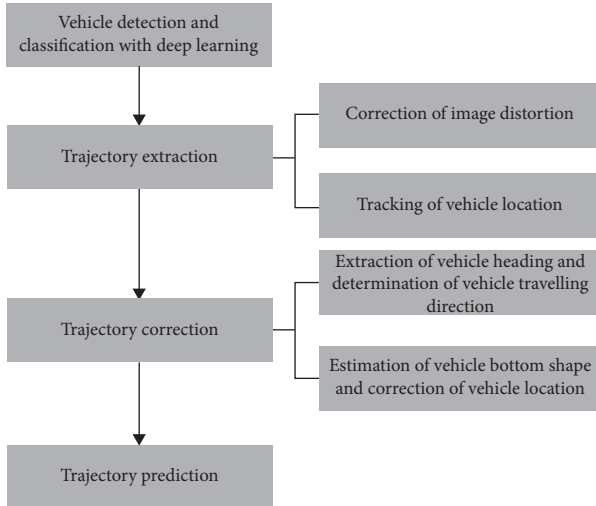 Vehicle detection and
classification with deep learning
Trajectory extraction
Correction of image distortion
Tracking of vehicle location
Trajectory correction
Extraction of vehicle heading and
determination of vehicle travelling
direction
Estimation of vehicle bottom shape
and correction of vehicle location
Trajectory prediction